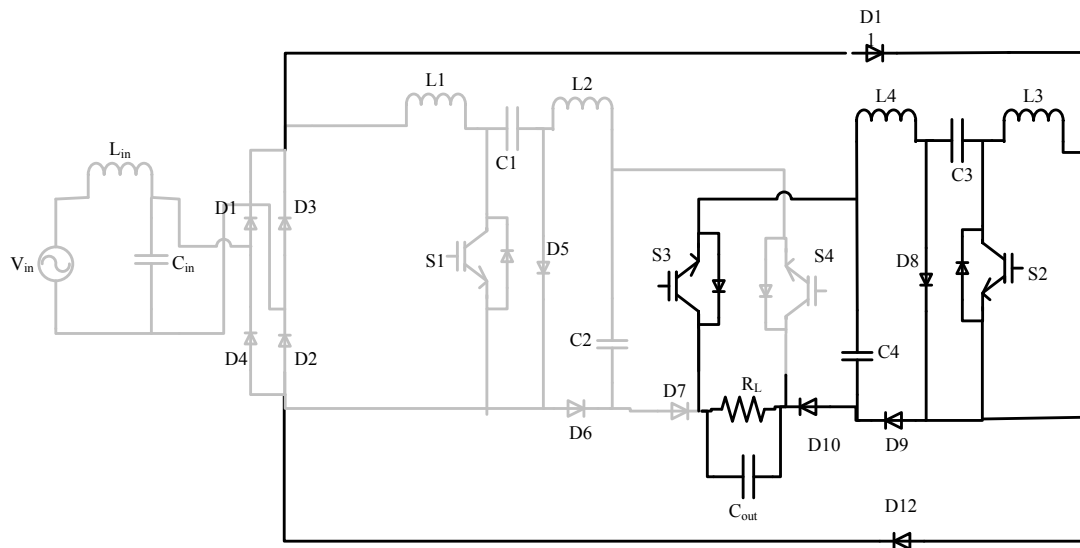 D1
1
L1
L2
L4
L3
Lin
C1
C3
D1
D3
Vin
Cin
S1
D5
S3
S4
D8
S2
D4
D2
C2
C4
D7
RL
D6
D10
D9
Cout
D12